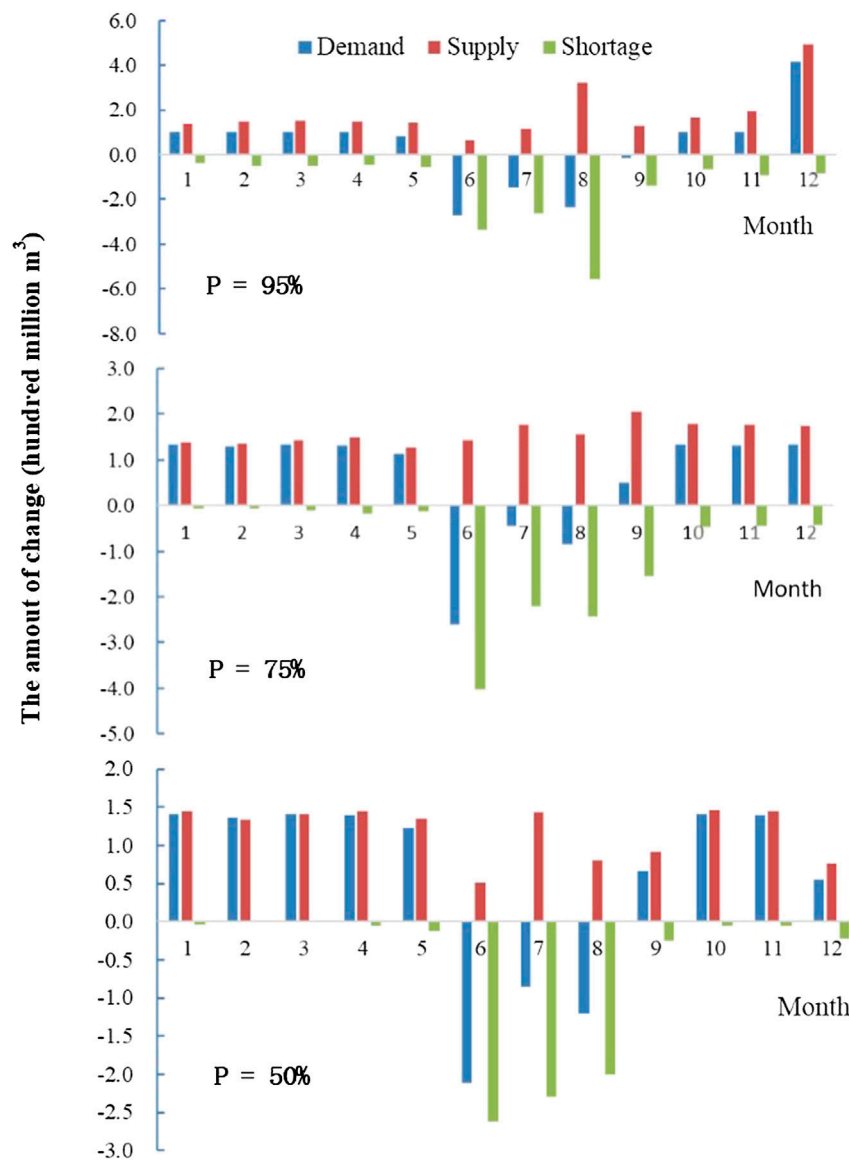 The amout of change (hundred million m³)
6.0
4.0
2.0
0.0
-2.0
-4.0
-6.0
-8.0
Demand Supply Shortage
1 2 3 4 5 6 7 8 9 10 11 12
Month
P = 95%
3.0
2.0
1.0
0.0
-1.0
-2.0
-3.0
-4.0
-5.0
1 2 3 4 5 6 7 8 9 10 11 12
Month
P = 75%
2.0
1.5
1.0
0.5
0.0
-0.5
-1.0
-1.5
-2.0
-2.5
-3.0
1 2 3 4 5 6 7 8 9 10 11 12
Month
P = 50%